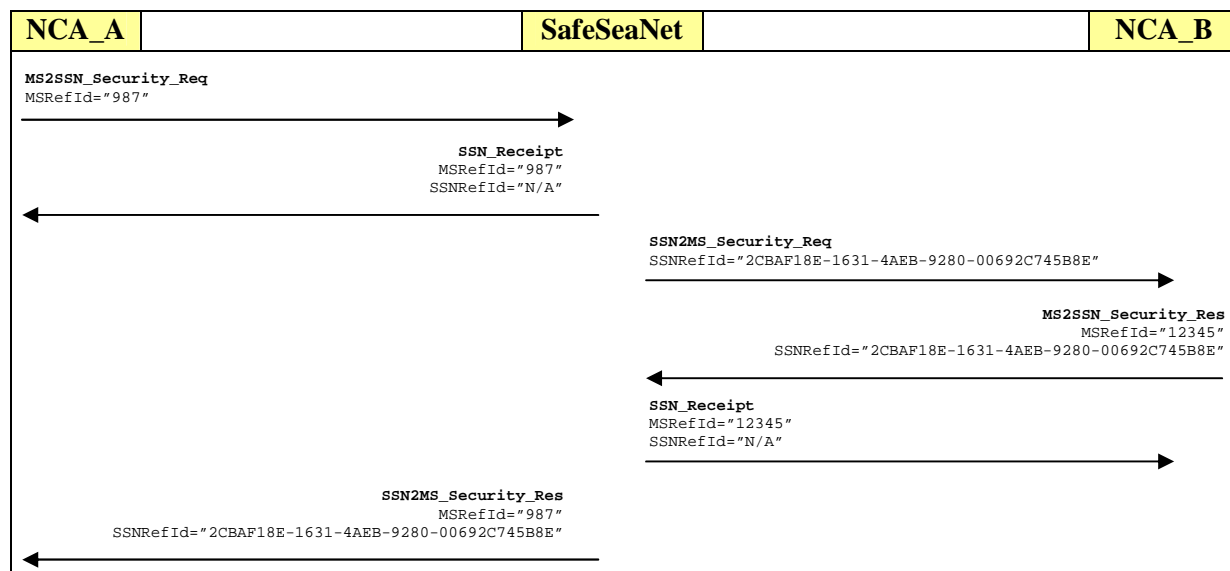 NCA_A
SafeSeaNet
NCA_B
MS2SSN_Security_Req
MSRefId="987"
SSN_Receipt
MSRefId="987"
SSNRefId="N/A"
SSN2MS_Security_Req
SSNRefId="2CBAF18E-1631-4AEB-9280-00692C745B8E"
MS2SSN_Security_Res
MSRefId="12345"
SSNRefId="2CBAF18E-1631-4AEB-9280-00692C745B8E"
SSN_Receipt
MSRefId="12345"
SSNRefId="N/A"
SSN2MS_Security_Res
MSRefId="987"
SSNRefId="2CBAF18E-1631-4AEB-9280-00692C745B8E"